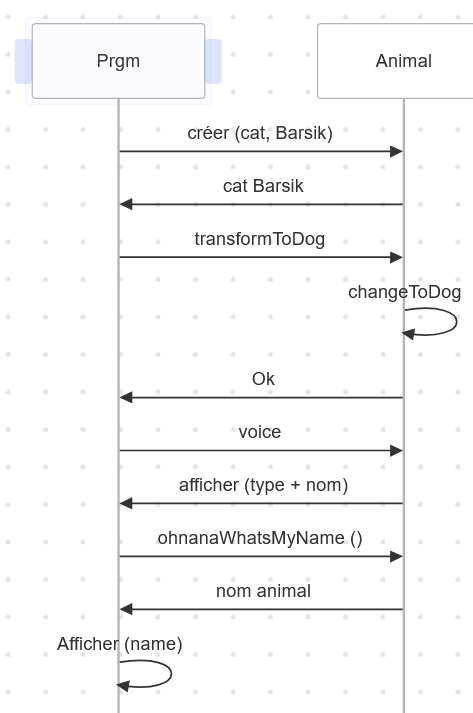 Prgm
Animal
créer (cat, Barsik)
cat Barsik
transformToDog
changeToDog
Ok
voice
afficher (type + nom)
ohnanaWhatsMyName ()
nom animal
Afficher (name)